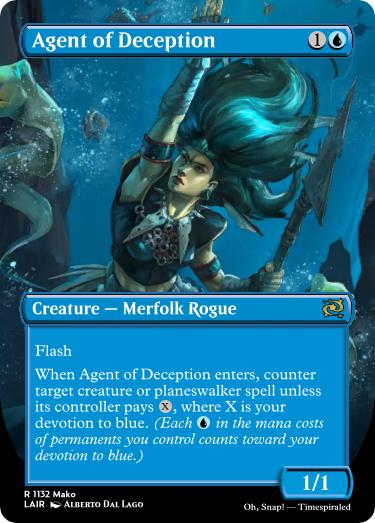 Agent of Deception 1
Creature — Merfolk Rogue
Flash
When Agent of Deception enters, counter
target creature or planeswalker spell unless
its controller pays X, where X is your
devotion to blue. (Each in the mana costs
of permanents you control counts toward your
devotion to blue.)
1/1
R 1132 Mako
LAIR Alberto Dal Lago
Oh, Snap! — Timespiraled